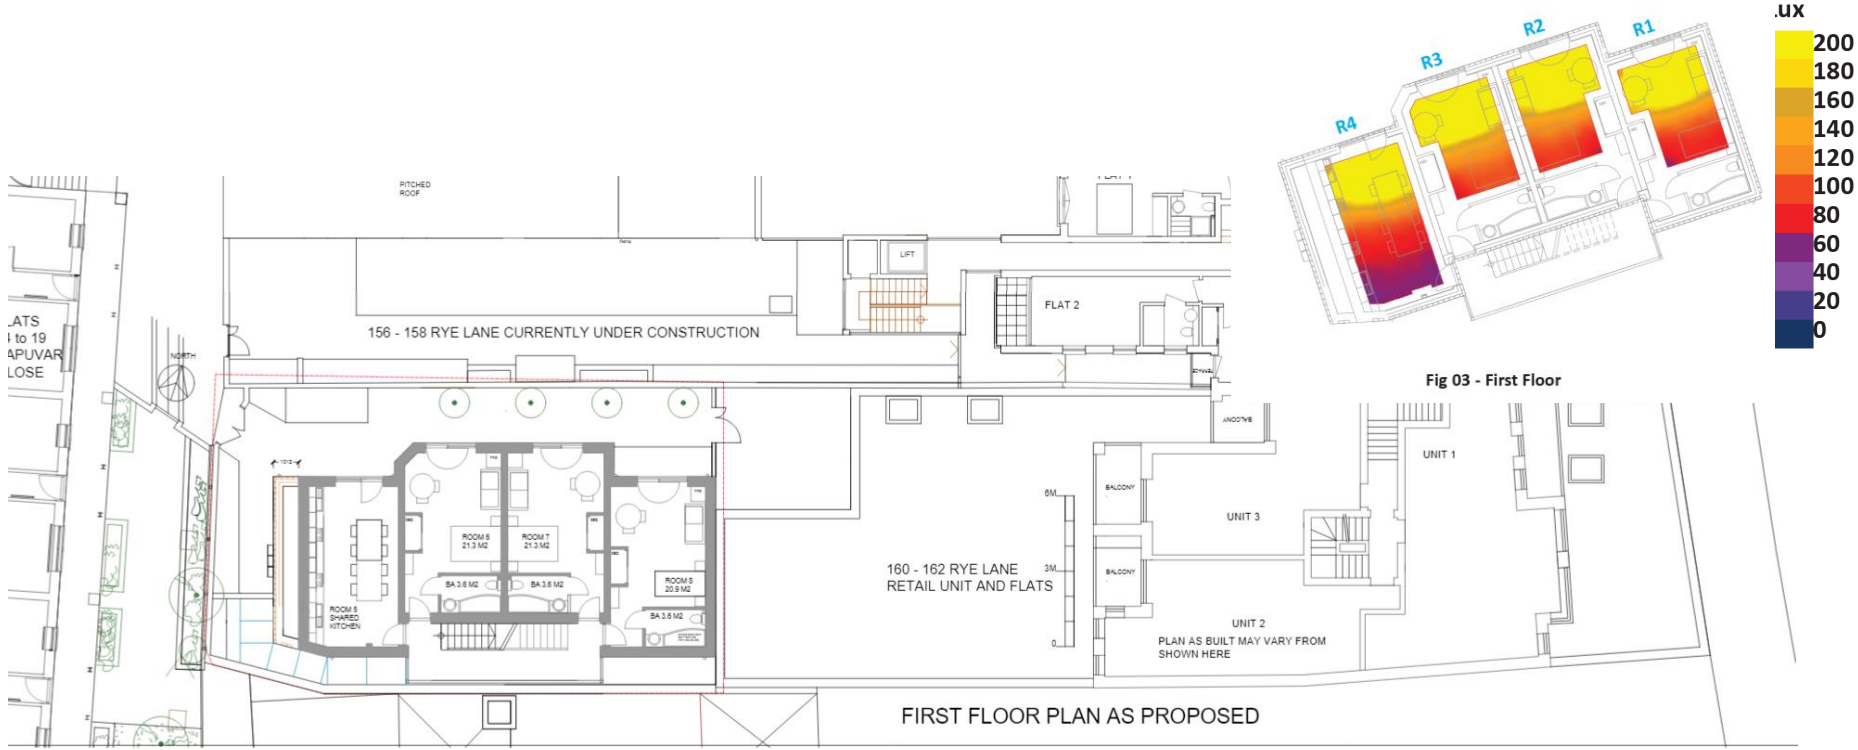 .ux
200
180
160
140
120
100
80
60
40
20
0
R1
R2
R3
R4
Fig 03 - First Floor
PITCHED
ROOF
LIFT
FLAT 2
156 - 158 RYE LANE CURRENTLY UNDER CONSTRUCTION
LATS
4 to 19
APUVAR
LOSE
NORTH
BALCONY
UNIT 1
ROOM 6
21.3 M2
ROOM 7
21.3 M2
ROOM 8
20.9 M2
BA 3.6 M2
BA 3.6 M2
BA 3.6 M2
ROOM 5
SHARED
KITCHEN
6M
3M
0
BALCONY
UNIT 3
BALCONY
160 - 162 RYE LANE
RETAIL UNIT AND FLATS
UNIT 2
PLAN AS BUILT MAY VARY FROM
SHOWN HERE
FIRST FLOOR PLAN AS PROPOSED